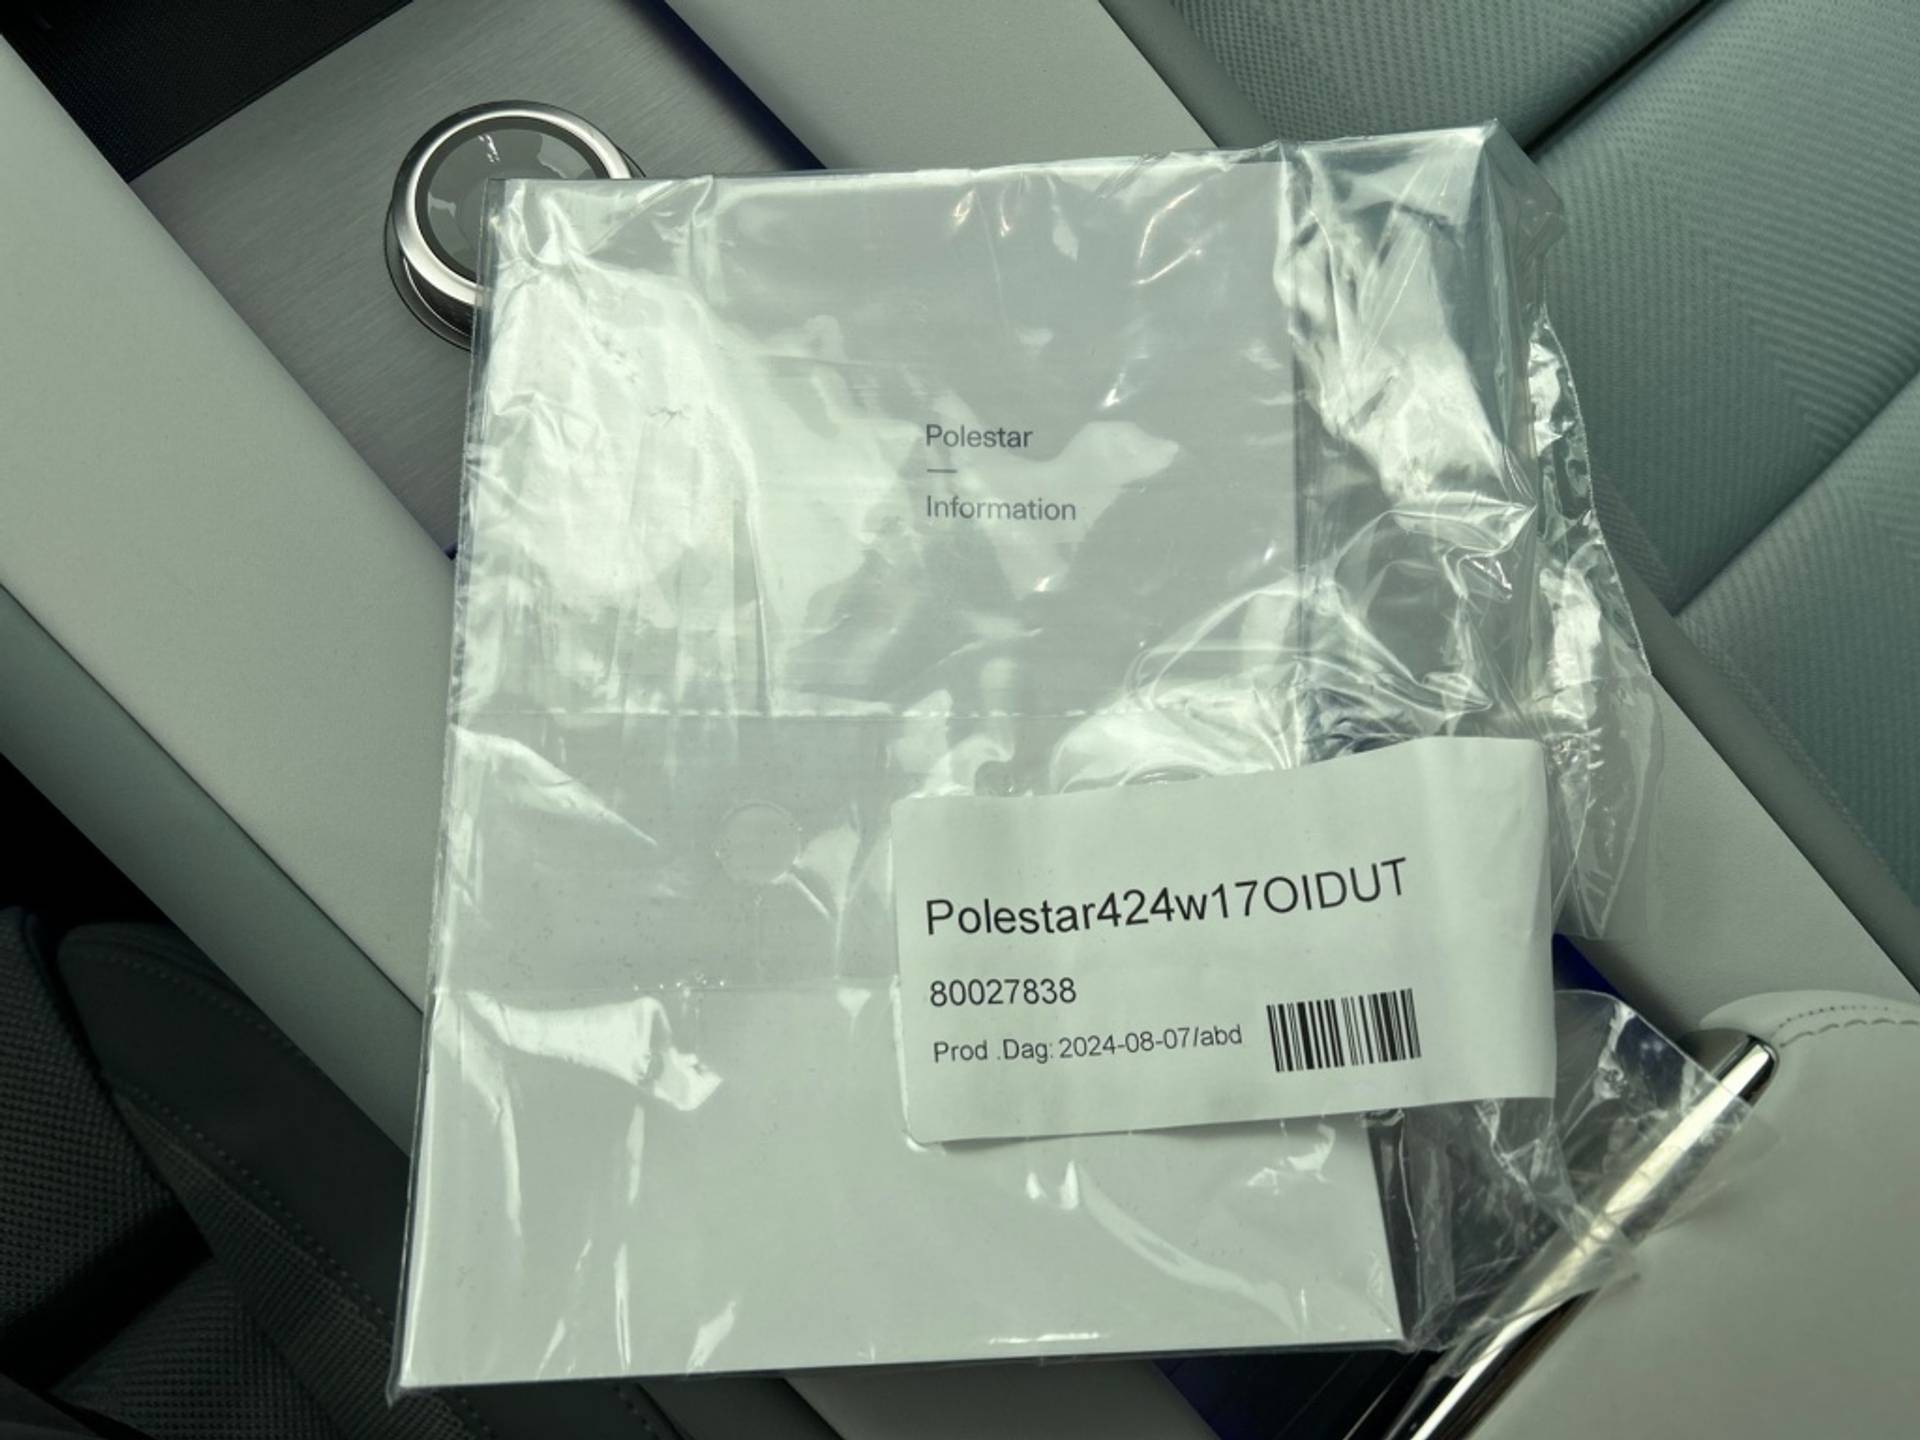 Polestar
Information
Polestar424w17OIDUT
80027838
Prod .Dag: 2024-08-07/abd